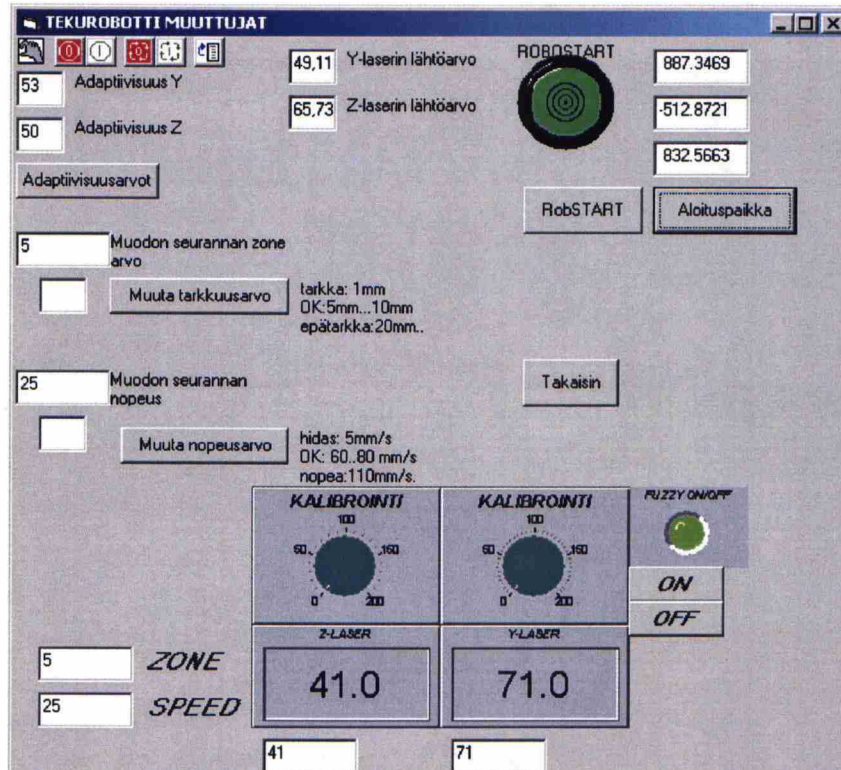 TEKUROBOTTI MUUTTUJAT
53
Adaptiivisuus Y
50
Adaptiivisuus Z
Adaptiivisuusarvot
49,11
Y-laserin lähtöarvo
65,73
Z-laserin lähtöarvo
ROBOSTART
887.3469
-512.8721
832.5663
RobSTART
Aloituspaikka
5
Muodon seurannan zone
arvo
Muuta tarkkuusarvo
tarkka: 1mm
OK:5mm...10mm
epätarkka:20mm..
25
Muodon seurannan
nopeus
Takaisin
Muuta nopeusarvo
hidas: 5mm/s
OK: 60..80 mm/s
nopea:110mm/s.
KALIBROINTI
100
50
150
0
200
KALIBROINTI
100
50
150
0
200
FUZZY ON/OFF
ON
OFF
Z-LASER
41.0
Y-LASER
71.0
5
ZONE
25
SPEED
41
71